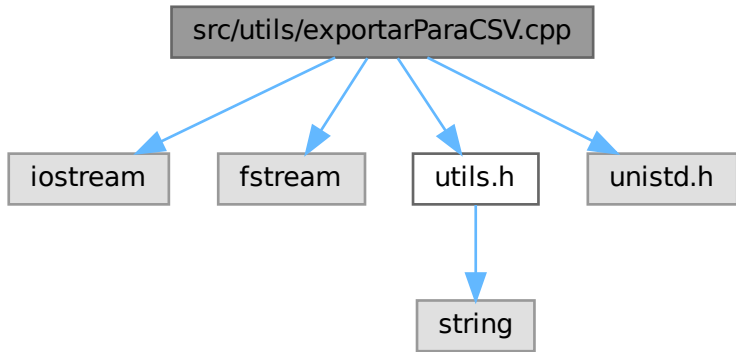 src/utils/exportarParaCSV.cpp
iostream
fstream
utils.h
unistd.h
string